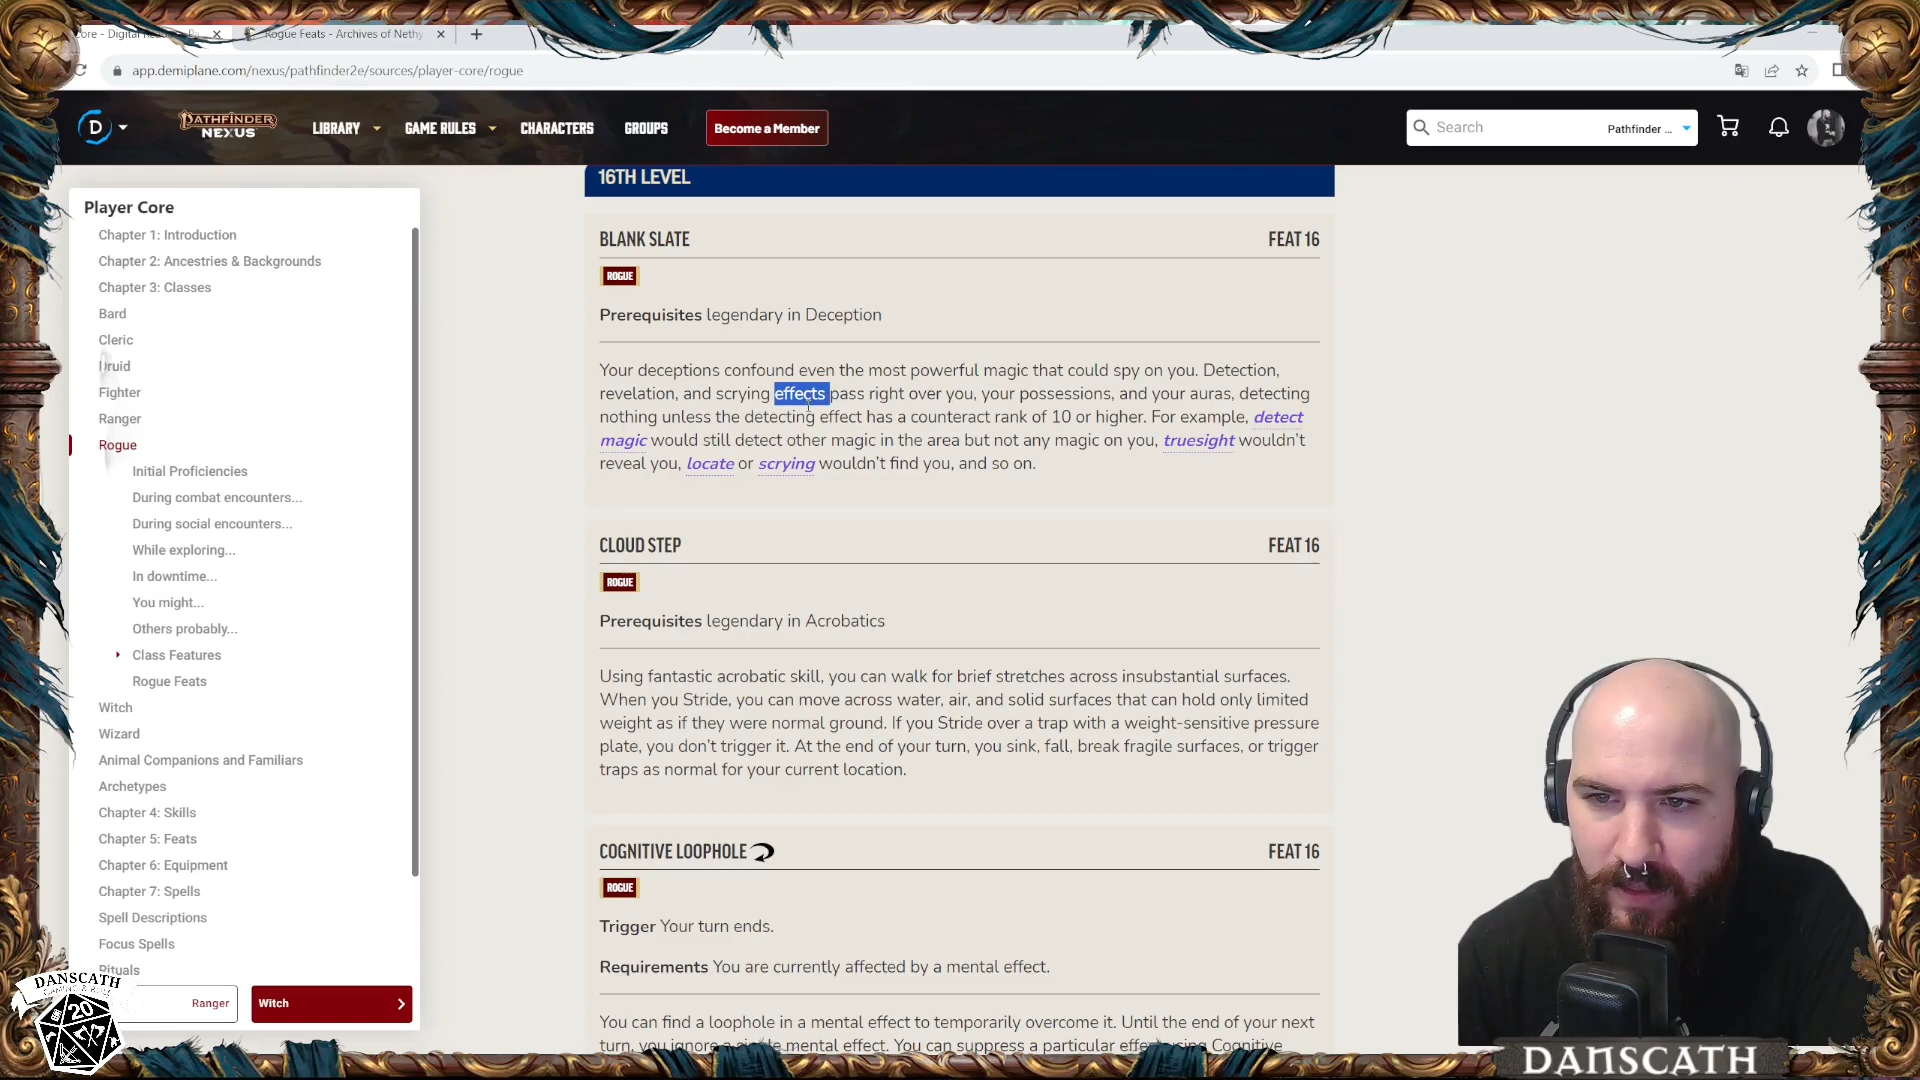 Core - Digital Rea
Rogue Feats - Archives of Nethy
app.demiplane.com/nexus/pathfinder2e/sources/player-core/rogue
D
PATHFINDER
NEXUS
LIBRARY
GAME RULES
CHARACTERS
GROUPS
Become a Member
Search
Pathfinder ...
Player Core
Chapter 1: Introduction
Chapter 2: Ancestries & Backgrounds
Chapter 3: Classes
Bard
Cleric
Druid
Fighter
Ranger
Rogue
Initial Proficiencies
During combat encounters...
During social encounters...
While exploring...
In downtime...
You might...
Others probably...
Class Features
Rogue Feats
Witch
Wizard
Animal Companions and Familiars
Archetypes
Chapter 4: Skills
Chapter 5: Feats
Chapter 6: Equipment
Chapter 7: Spells
Spell Descriptions
Focus Spells
Rituals
Ranger
Witch
16TH LEVEL
BLANK SLATE
FEAT 16
ROGUE
Prerequisites legendary in Deception
Your deceptions confound even the most powerful magic that could spy on you. Detection,
revelation, and scrying effects pass right over you, your possessions, and your auras, detecting
nothing unless the detecting effect has a counteract rank of 10 or higher. For example, detect
magic would still detect other magic in the area but not any magic on you, truesight wouldn't
reveal you, locate or scrying wouldn't find you, and so on.
CLOUD STEP
FEAT 16
ROGUE
Prerequisites legendary in Acrobatics
Using fantastic acrobatic skill, you can walk for brief stretches across insubstantial surfaces.
When you Stride, you can move across water, air, and solid surfaces that can hold only limited
weight as if they were normal ground. If you Stride over a trap with a weight-sensitive pressure
plate, you don't trigger it. At the end of your turn, you sink, fall, break fragile surfaces, or trigger
traps as normal for your current location.
COGNITIVE LOOPHOLE
FEAT 16
ROGUE
Trigger Your turn ends.
Requirements You are currently affected by a mental effect.
You can find a loophole in a mental effect to temporarily overcome it. Until the end of your next
turn, you ignore a single mental effect. You can suppress a particular effect using Cognitive
DANSCATH
20
DANSCATH